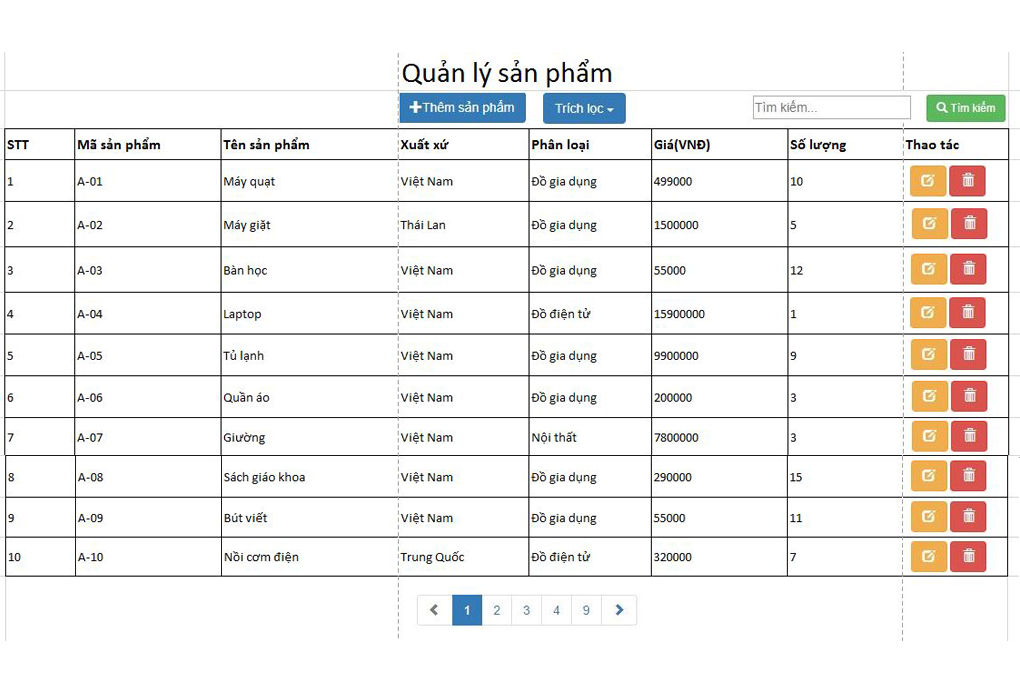 Quản lý sản phẩm
Thêm sản phẩm Trích lọc Tìm kiếm... Tìm kiếm
STT Mã sản phẩm Tên sản phẩm Xuất xứ Phân loại Giá(VNĐ) Số lượng Thao tác
1 A-01 Máy quạt Việt Nam Đồ gia dụng 499000 10
2 A-02 Máy giặt Thái Lan Đồ gia dụng 1500000 5
3 A-03 Bàn học Việt Nam Đồ gia dụng 55000 12
4 A-04 Laptop Việt Nam Đồ điện tử 15900000 1
5 A-05 Tủ lạnh Việt Nam Đồ gia dụng 9900000 9
6 A-06 Quần áo Việt Nam Đồ gia dụng 200000 3
7 A-07 Giường Việt Nam Nội thất 7800000 3
8 A-08 Sách giáo khoa Việt Nam Đồ gia dụng 290000 15
9 A-09 Bút viết Việt Nam Đồ gia dụng 55000 11
10 A-10 Nồi cơm điện Trung Quốc Đồ điện tử 320000 7
1 2 3 4 9